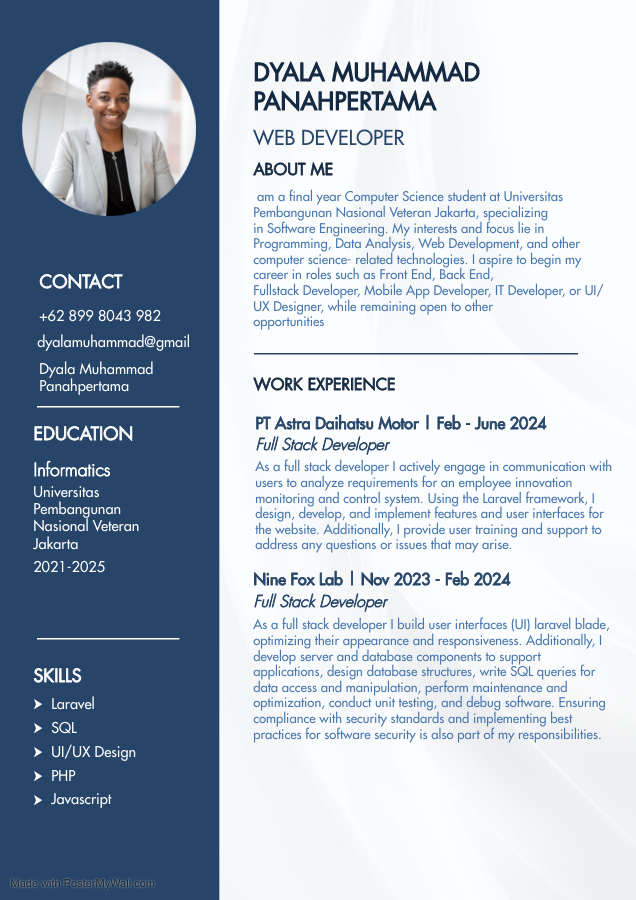 CONTACT
+62 899 8043 982
dyalamuhammad@gmail
Dyala Muhammad
Panahpertama
EDUCATION
Informatics
Universitas
Pembangunan
Nasional Veteran
Jakarta
2021-2025
SKILLS
Laravel
SQL
UI/UX Design
PHP
Javascript
Made with PosterMyWall.com
DYALA MUHAMMAD
PANAHPERTAMA
WEB DEVELOPER
ABOUT ME
am a final year Computer Science student at Universitas
Pembangunan Nasional Veteran Jakarta, specializing
in Software Engineering. My interests and focus lie in
Programming, Data Analysis, Web Development, and other
computer science- related technologies. I aspire to begin my
career in roles such as Front End, Back End,
Fullstack Developer, Mobile App Developer, IT Developer, or UI/
UX Designer, while remaining open to other
opportunities
WORK EXPERIENCE
PT Astra Daihatsu Motor | Feb - June 2024
Full Stack Developer
As a full stack developer I actively engage in communication with
users to analyze requirements for an employee innovation
monitoring and control system. Using the Laravel framework, I
design, develop, and implement features and user interfaces for
the website. Additionally, I provide user training and support to
address any questions or issues that may arise.
Nine Fox Lab | Nov 2023 - Feb 2024
Full Stack Developer
As a full stack developer I build user interfaces (UI) laravel blade,
optimizing their appearance and responsiveness. Additionally, I
develop server and database components to support
applications, design database structures, write SQL queries for
data access and manipulation, perform maintenance and
optimization, conduct unit testing, and debug software. Ensuring
compliance with security standards and implementing best
practices for software security is also part of my responsibilities.